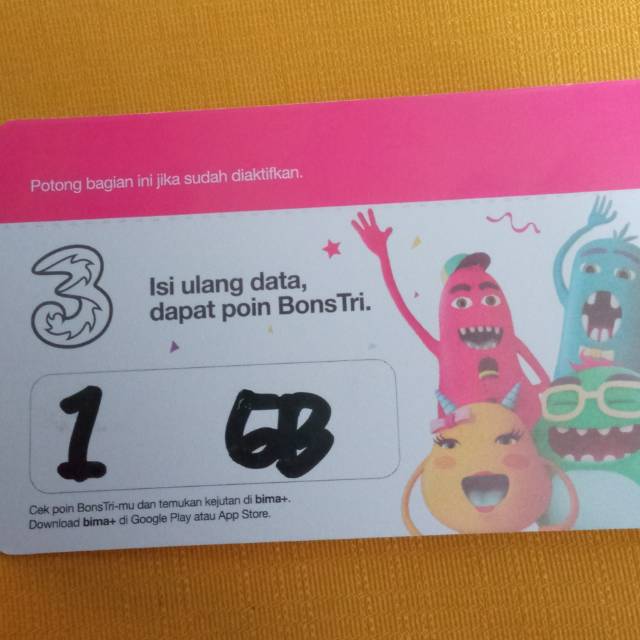 Potong bagian ini jika sudah diaktifkan.
3
Isi ulang data,
dapat poin BonsTri.
1 GB
Cek poin BonsTri-mu dan temukan kejutan di bima+.
Download bima+ di Google Play atau App Store.